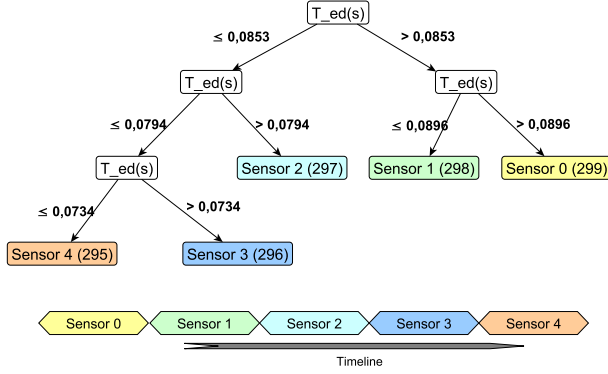 T_ed(s)
≤ 0,0853
> 0,0853
T_ed(s)
T_ed(s)
≤ 0,0794
> 0,0794
≤ 0,0896
> 0,0896
T_ed(s)
Sensor 2 (297)
Sensor 1 (298)
Sensor 0 (299)
≤ 0,0734
> 0,0734
Sensor 4 (295)
Sensor 3 (296)
Sensor 0
Sensor 1
Sensor 2
Sensor 3
Sensor 4
Timeline